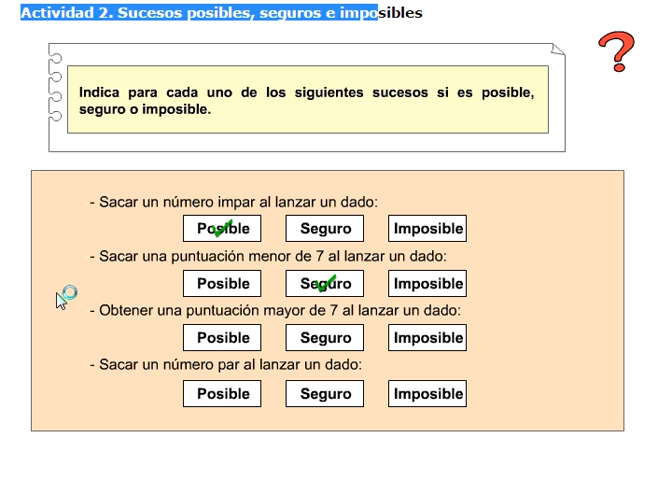 Actividad 2. Sucesos posibles, seguros e imposibles
?
Indica para cada uno de los siguientes sucesos si es posible,
seguro o imposible.
- Sacar un número impar al lanzar un dado:
Posible Seguro Imposible
- Sacar una puntuación menor de 7 al lanzar un dado:
Posible Seguro Imposible
- Obtener una puntuación mayor de 7 al lanzar un dado:
Posible Seguro Imposible
- Sacar un número par al lanzar un dado:
Posible Seguro Imposible